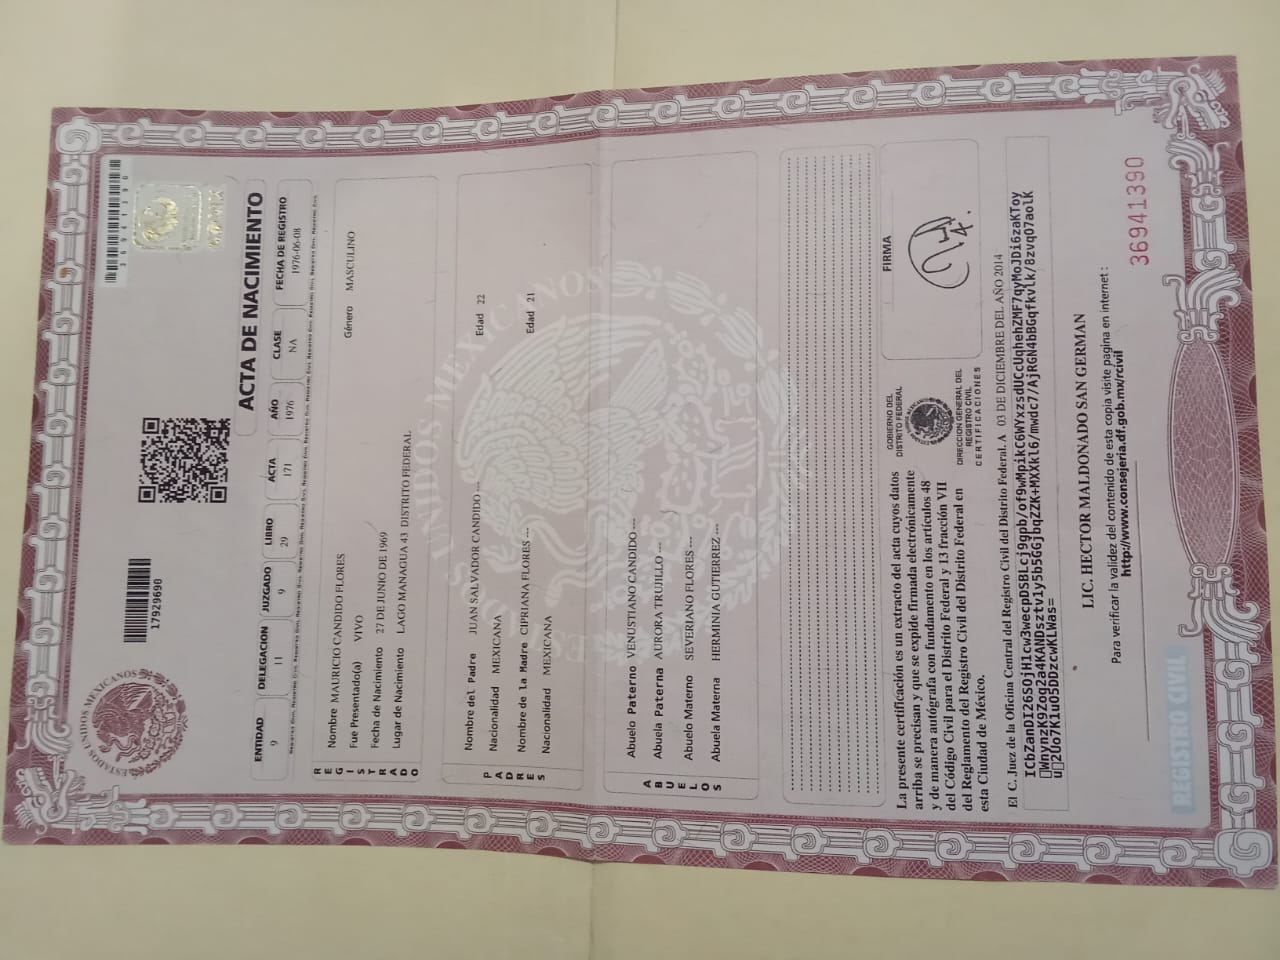 ESTADOS UNIDOS MEXICANOS
17929690
36941390
ACTA DE NACIMIENTO
ENTIDAD DELEGACION JUZGADO LIBRO ACTA AÑO CLASE FECHA DE REGISTRO
9 11 9 29 171 1976 NA 1976-06-08
REGISTRADO
Nombre MAURICIO CANDIDO FLORES
Fue Presentado(a) VIVO Género MASCULINO
Fecha de Nacimiento 27 DE JUNIO DE 1969
Lugar de Nacimiento LAGO MANAGUA 43 DISTRITO FEDERAL
PADRES
Nombre del Padre JUAN SALVADOR CANDIDO ---
Nacionalidad MEXICANA Edad 22
Nombre de la Madre CIPRIANA FLORES ---
Nacionalidad MEXICANA Edad 21
ABUELOS
Abuelo Paterno VENUSTIANO CANDIDO ---
Abuela Paterna AURORA TRUJILLO ---
Abuelo Materno SEVERIANO FLORES ---
Abuela Materna HERMINIA GUTIERREZ ---
ESTADOS UNIDOS MEXICANOS
La presente certificación es un extracto del acta cuyos datos
arriba se precisan y que se expide firmada electrónicamente
y de manera autógrafa con fundamento en los artículos 48
del Código Civil para el Distrito Federal y 13 fracción VII
del Reglamento del Registro Civil del Distrito Federal en
esta Ciudad de México.
GOBIERNO DEL
DISTRITO FEDERAL
DIRECCION GENERAL DEL
REGISTRO CIVIL
CERTIFICACIONES
FIRMA
El C. Juez de la Oficina Central del Registro Civil del Distrito Federal. A 03 DE DICIEMBRE DEL AÑO 2014
LIC. HECTOR MALDONADO SAN GERMAN
Para verificar la validez del contenido de esta copia visite pagina en internet :
http://www.consejeria.df.gob.mx/rcivil
36941390
REGISTRO CIVIL